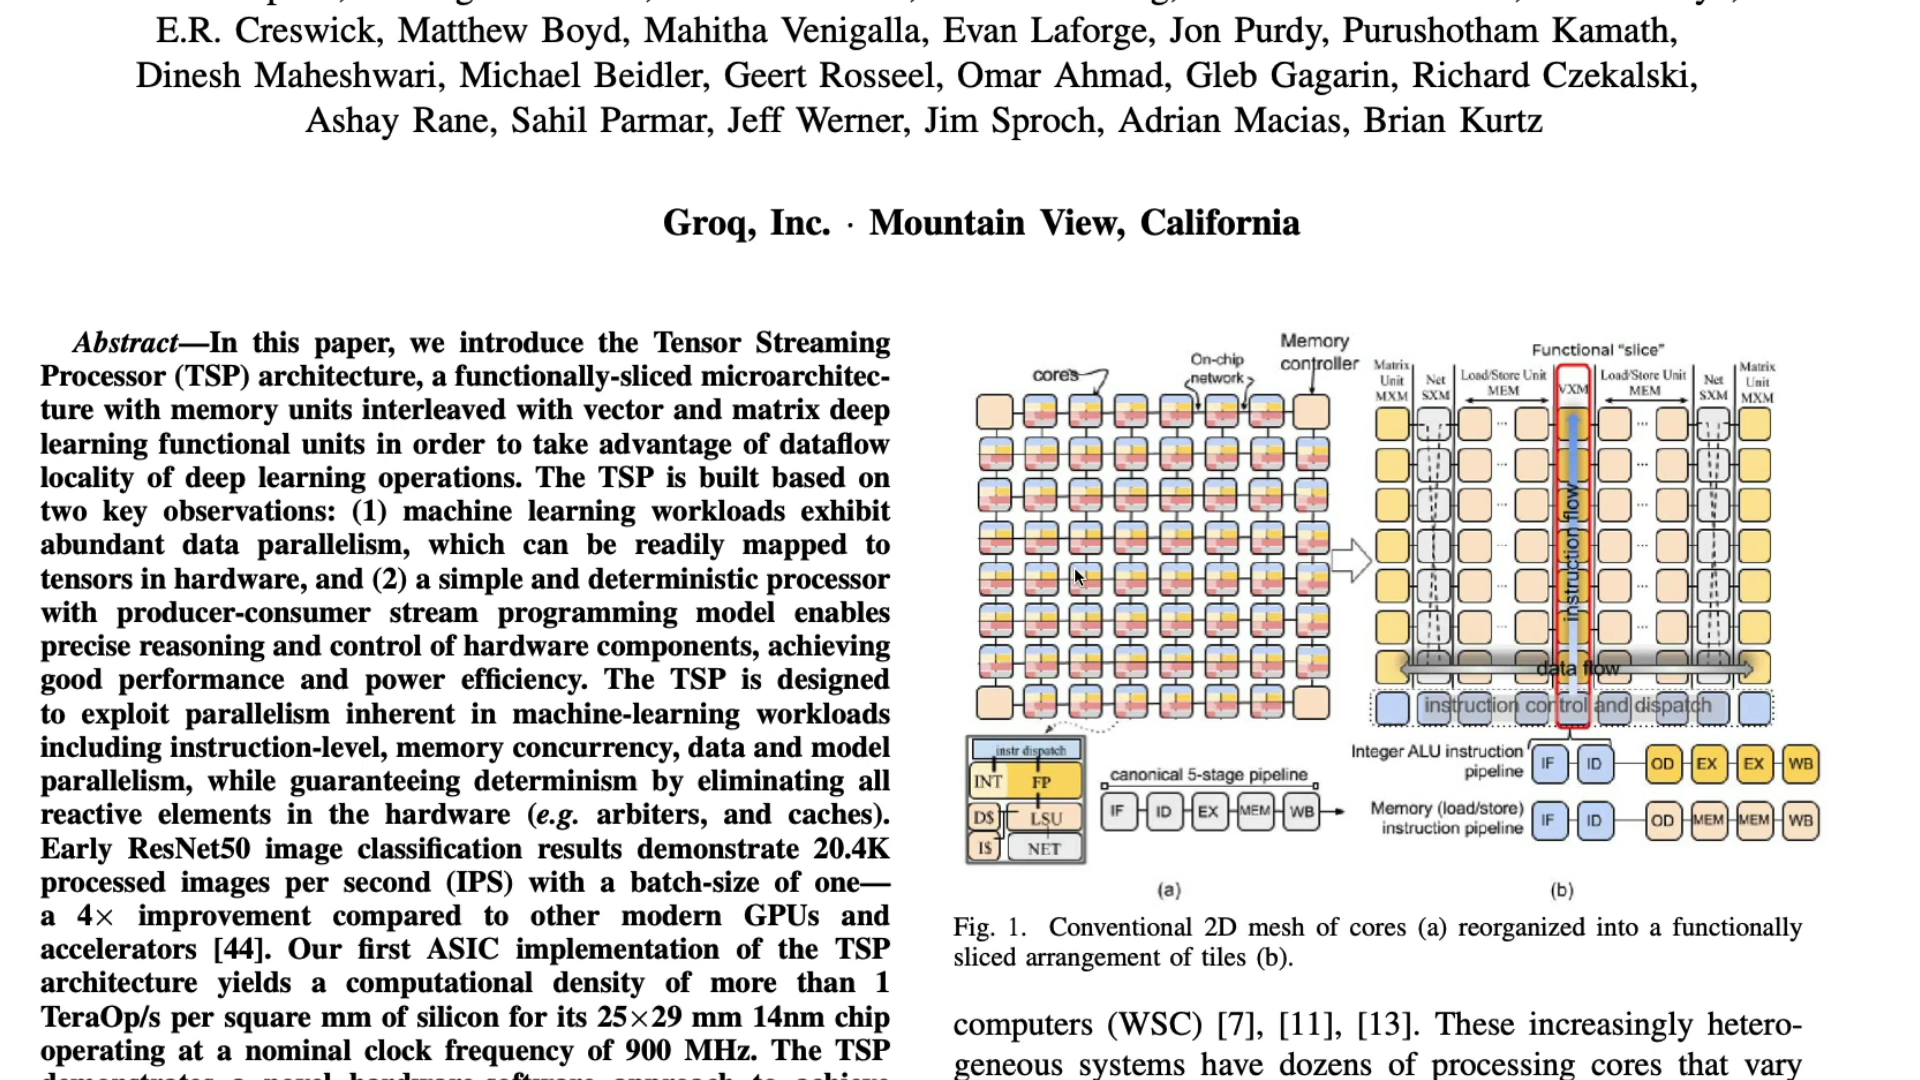 E.R. Creswick, Matthew Boyd, Mahitha Venigalla, Evan Laforge, Jon Purdy, Purushotham Kamath,
Dinesh Maheshwari, Michael Beidler, Geert Rosseel, Omar Ahmad, Gleb Gagarin, Richard Czekalski,
Ashay Rane, Sahil Parmar, Jeff Werner, Jim Sproch, Adrian Macias, Brian Kurtz
Groq, Inc. · Mountain View, California
Abstract—In this paper, we introduce the Tensor Streaming
Processor (TSP) architecture, a functionally-sliced microarchitec-
ture with memory units interleaved with vector and matrix deep
learning functional units in order to take advantage of dataflow
locality of deep learning operations. The TSP is built based on
two key observations: (1) machine learning workloads exhibit
abundant data parallelism, which can be readily mapped to
tensors in hardware, and (2) a simple and deterministic processor
with producer-consumer stream programming model enables
precise reasoning and control of hardware components, achieving
good performance and power efficiency. The TSP is designed
to exploit parallelism inherent in machine-learning workloads
including instruction-level, memory concurrency, data and model
parallelism, while guaranteeing determinism by eliminating all
reactive elements in the hardware (e.g. arbiters, and caches).
Early ResNet50 image classification results demonstrate 20.4K
processed images per second (IPS) with a batch-size of one—
a 4× improvement compared to other modern GPUs and
accelerators [44]. Our first ASIC implementation of the TSP
architecture yields a computational density of more than 1
TeraOp/s per square mm of silicon for its 25×29 mm 14nm chip
operating at a nominal clock frequency of 900 MHz. The TSP
cores
On-chip
network
Memory
controller
instr dispatch
INT FP
D$ LSU
I$ NET
canonical 5-stage pipeline
IF ID EX MEM WB
(a)
Functional "slice"
Matrix
Unit
MXM
Net
SXM
Load/Store Unit
MEM
VXM
Load/Store Unit
MEM
Net
SXM
Matrix
Unit
MXM
instruction flow
data flow
instruction control and dispatch
Integer ALU instruction
pipeline
IF ID OD EX EX WB
Memory (load/store)
instruction pipeline
IF ID OD MEM MEM WB
(b)
Fig. 1. Conventional 2D mesh of cores (a) reorganized into a functionally
sliced arrangement of tiles (b).
computers (WSC) [7], [11], [13]. These increasingly hetero-
geneous systems have dozens of processing cores that vary